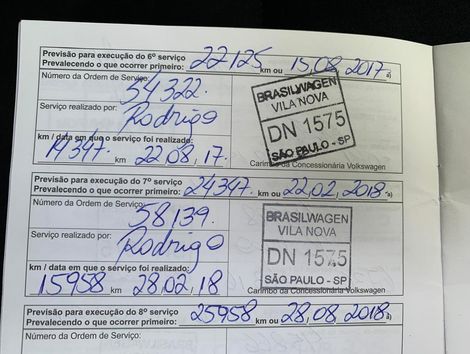 Previsão para execução do 6º serviço
Prevalecendo o que ocorrer primeiro: 22125 km ou 15,08,2017 a)
Número da Ordem de Serviço:
54322.
Serviço realizado por: Rodrigo
km / data em que o serviço foi realizado:
14347. km 22 08, 17.
BRASILWAGEN
VILA NOVA
DN 1575
SÃO PAULO - SP
Carimbo da Concessionária Volkswagen
Previsão para execução do 7º serviço
Prevalecendo o que ocorrer primeiro: 24347. km ou 22,02,2018 a)
Número da Ordem de Serviço:
58139.
Serviço realizado por: Rodrigo
km / data em que o serviço foi realizado:
15958 km 28.02 / 18
BRASILWAGEN
VILA NOVA
DN 1575
SÃO PAULO - SP
Carimbo da Concessionária Volkswagen
Previsão para execução do 8º serviço
Prevalecendo o que ocorrer primeiro: 25958 km ou 28,08,2018 a)
Número da Ordem de Serviço: